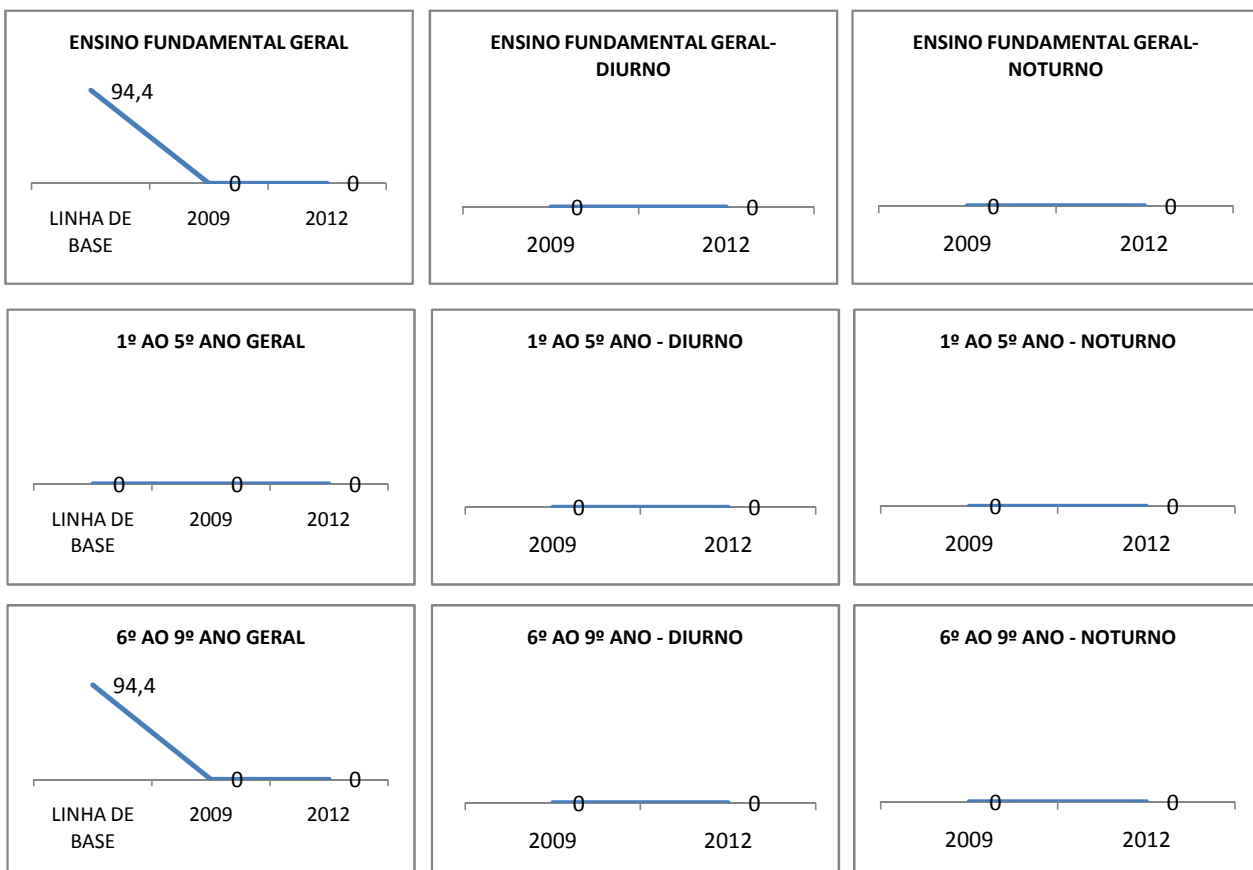 ENSINO FUNDAMENTAL GERAL
94,4
0
0
LINHA DE
BASE
2009
2012
ENSINO FUNDAMENTAL GERAL-
DIURNO
0
0
2009
2012
ENSINO FUNDAMENTAL GERAL-
NOTURNO
0
0
2009
2012
1º AO 5º ANO GERAL
0
0
0
LINHA DE
BASE
2009
2012
1º AO 5º ANO - DIURNO
0
0
2009
2012
1º AO 5º ANO - NOTURNO
0
0
2009
2012
6º AO 9º ANO GERAL
94,4
0
0
LINHA DE
BASE
2009
2012
6º AO 9º ANO - DIURNO
0
0
2009
2012
6º AO 9º ANO - NOTURNO
0
0
2009
2012